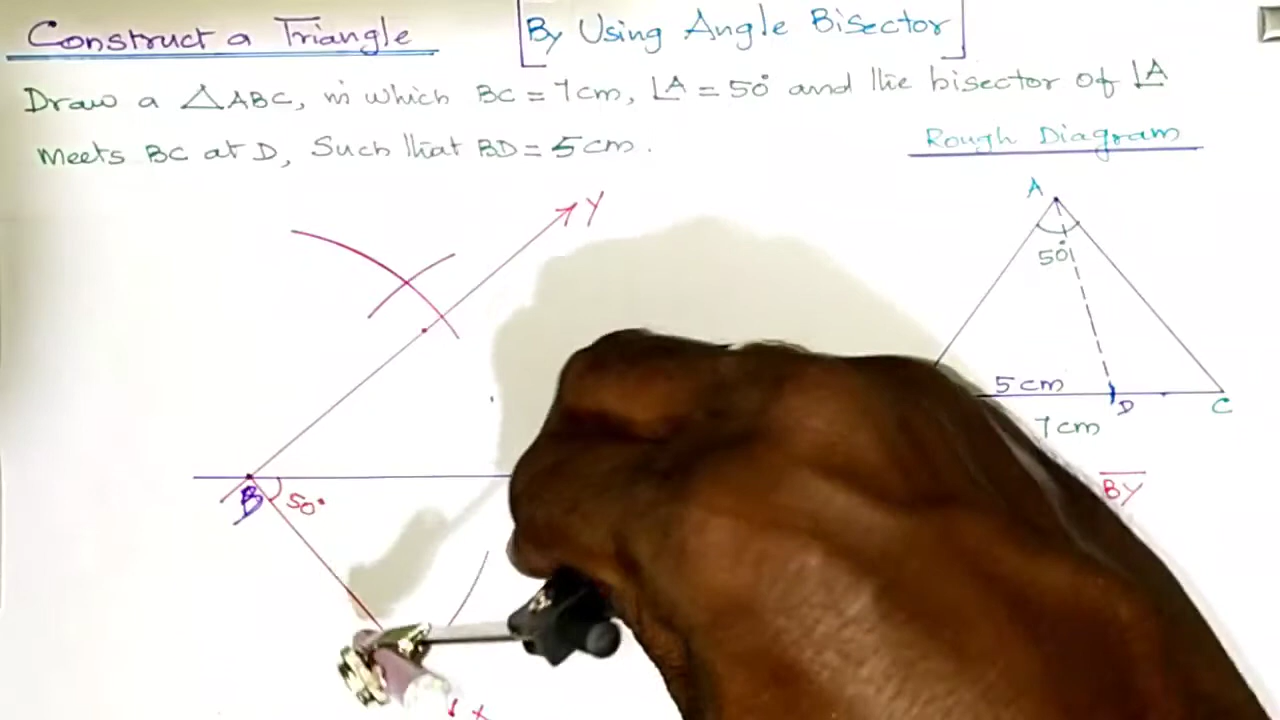 Construct a Triangle [By Using Angle Bisector]
Draw a △ABC, in which BC = 7cm, ∠A = 50° and the bisector of ∠A
meets BC at D, Such that BD = 5cm.
Rough Diagram
Y
A
50°
5cm
D
C
7cm
BY
B
50°
X